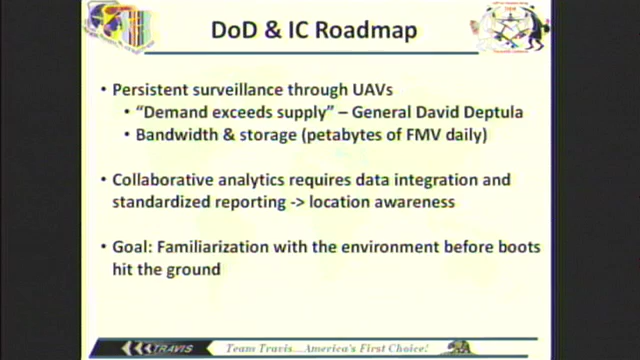 DoD & IC Roadmap
• Persistent surveillance through UAVs
• “Demand exceeds supply” – General David Deptula
• Bandwidth & storage (petabytes of FMV daily)
• Collaborative analytics requires data integration and
standardized reporting -> location awareness
• Goal: Familiarization with the environment before boots
hit the ground
TRAVIS
Team Travis...America's First Choice!